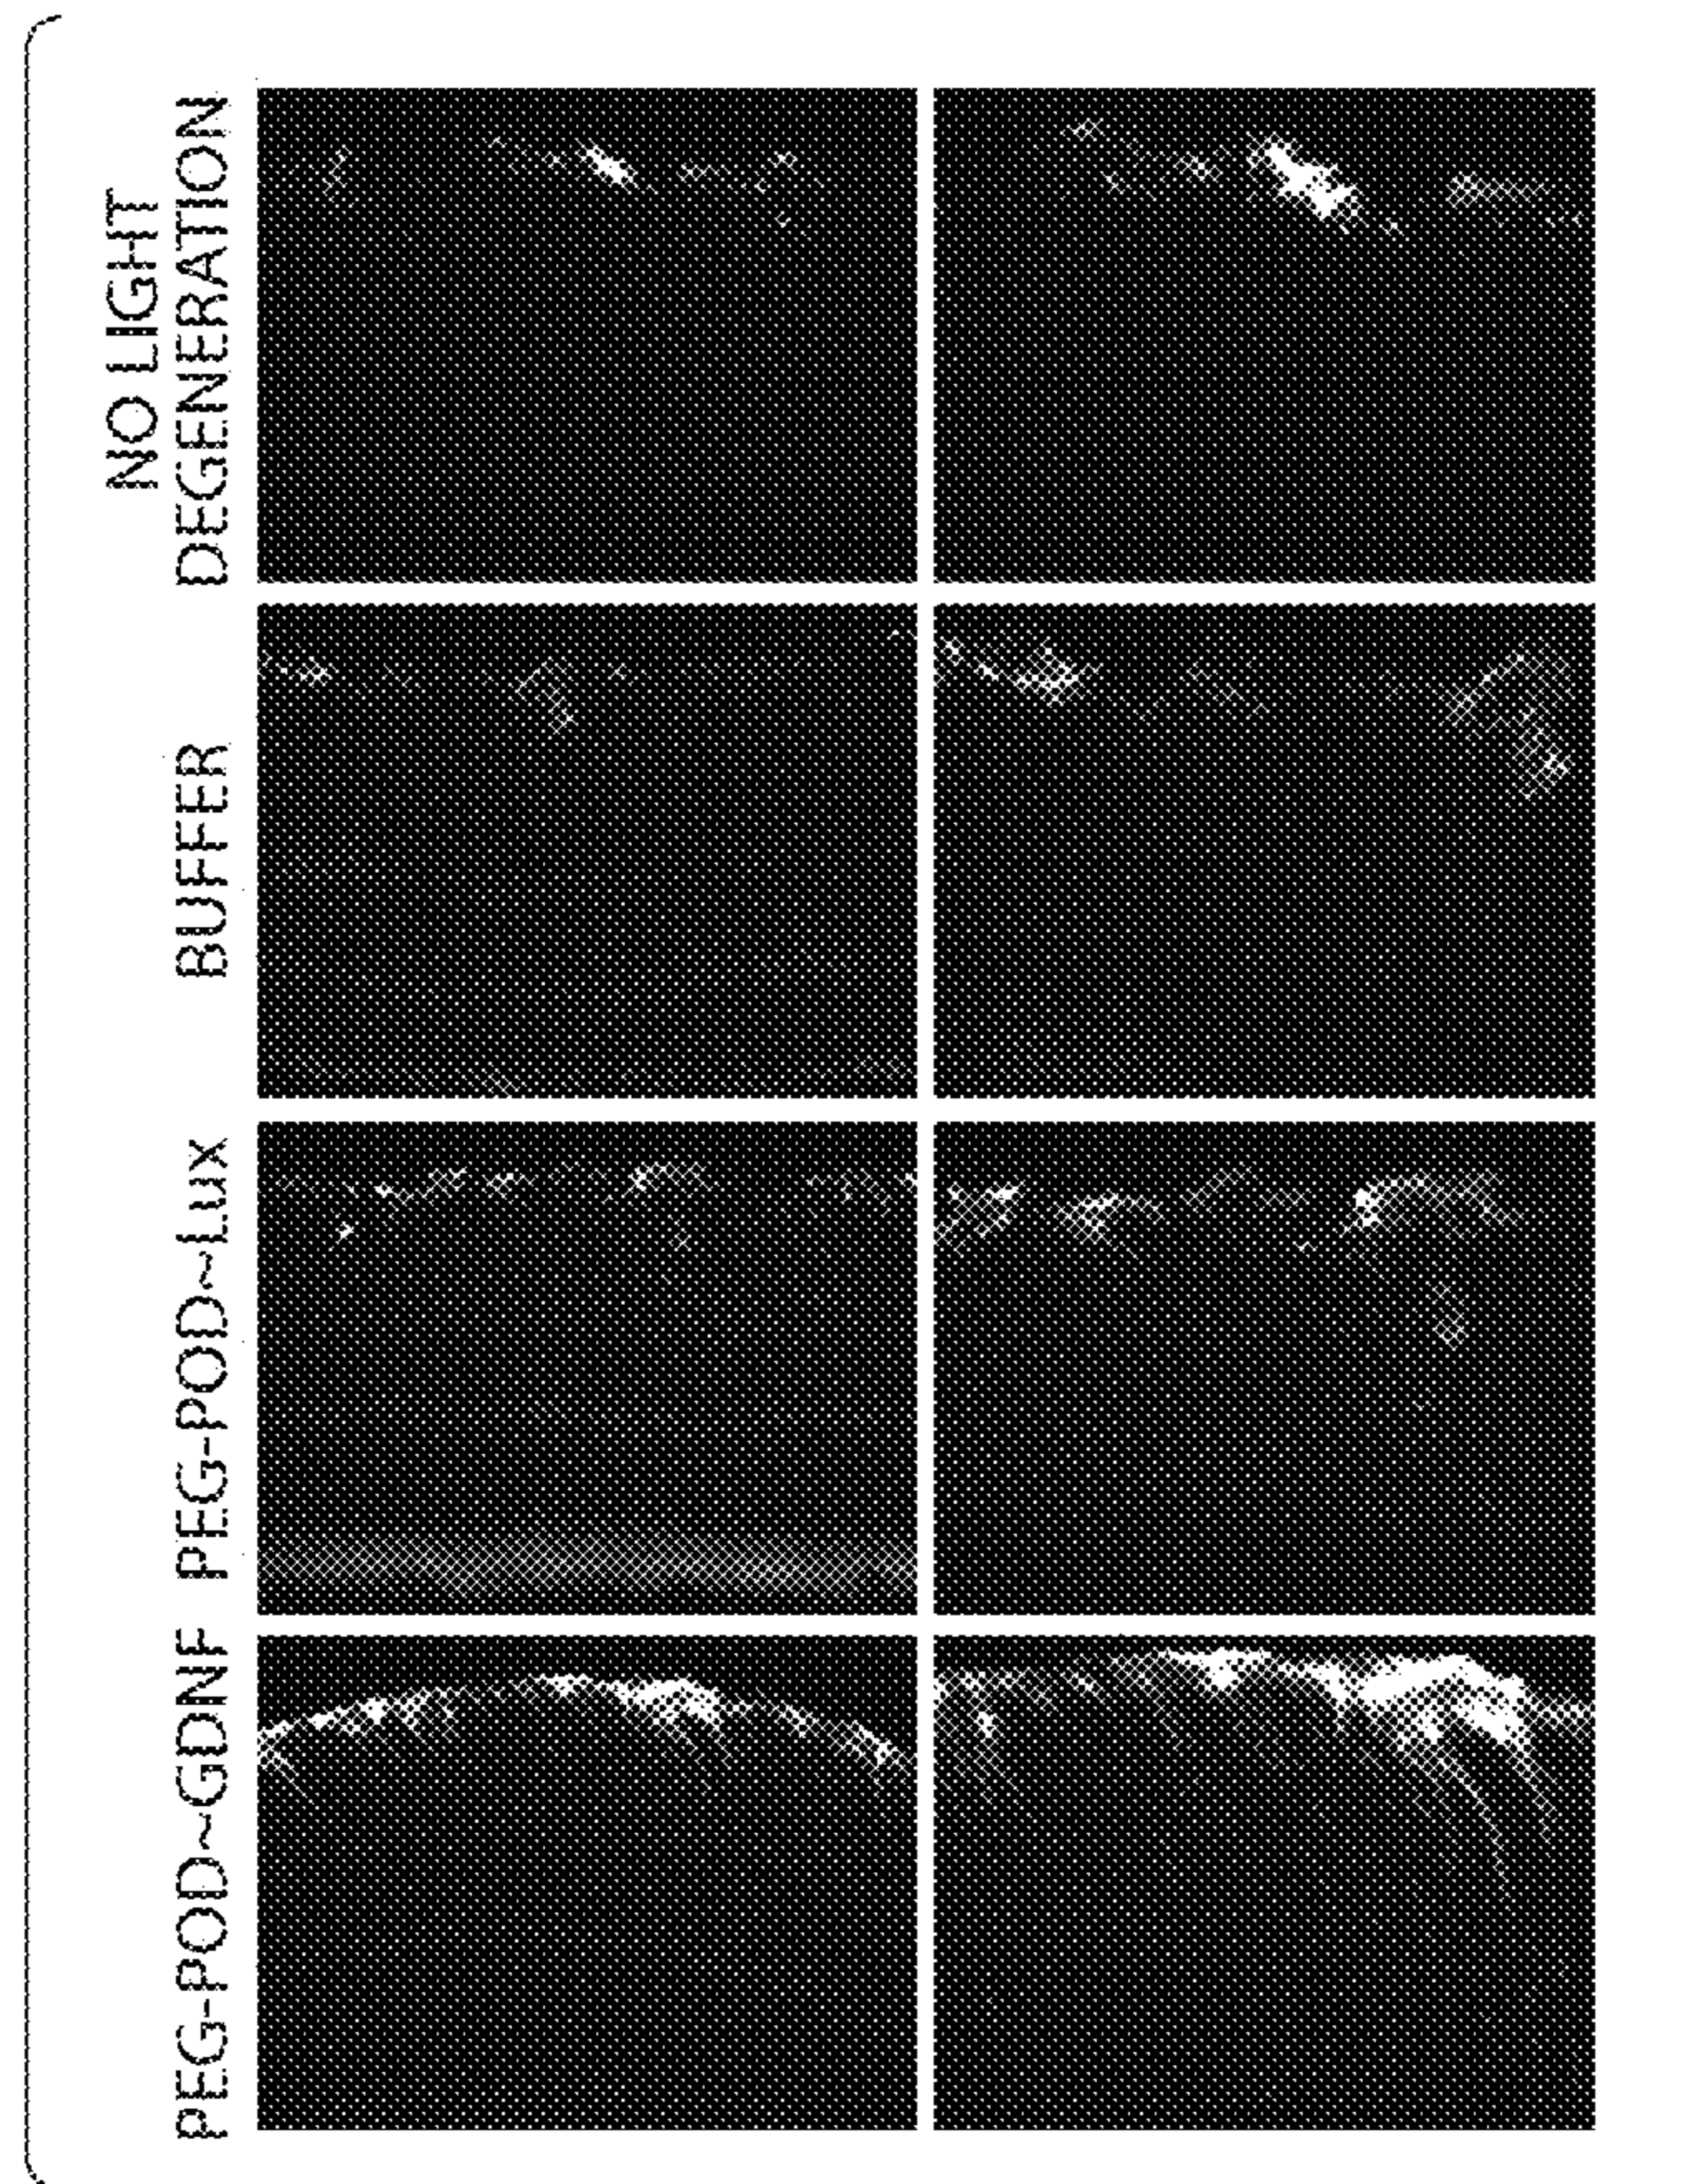 NO LIGHT
DEGENERATION
BUFFER
PEG-POD~Lux
PEG-POD~GDNF